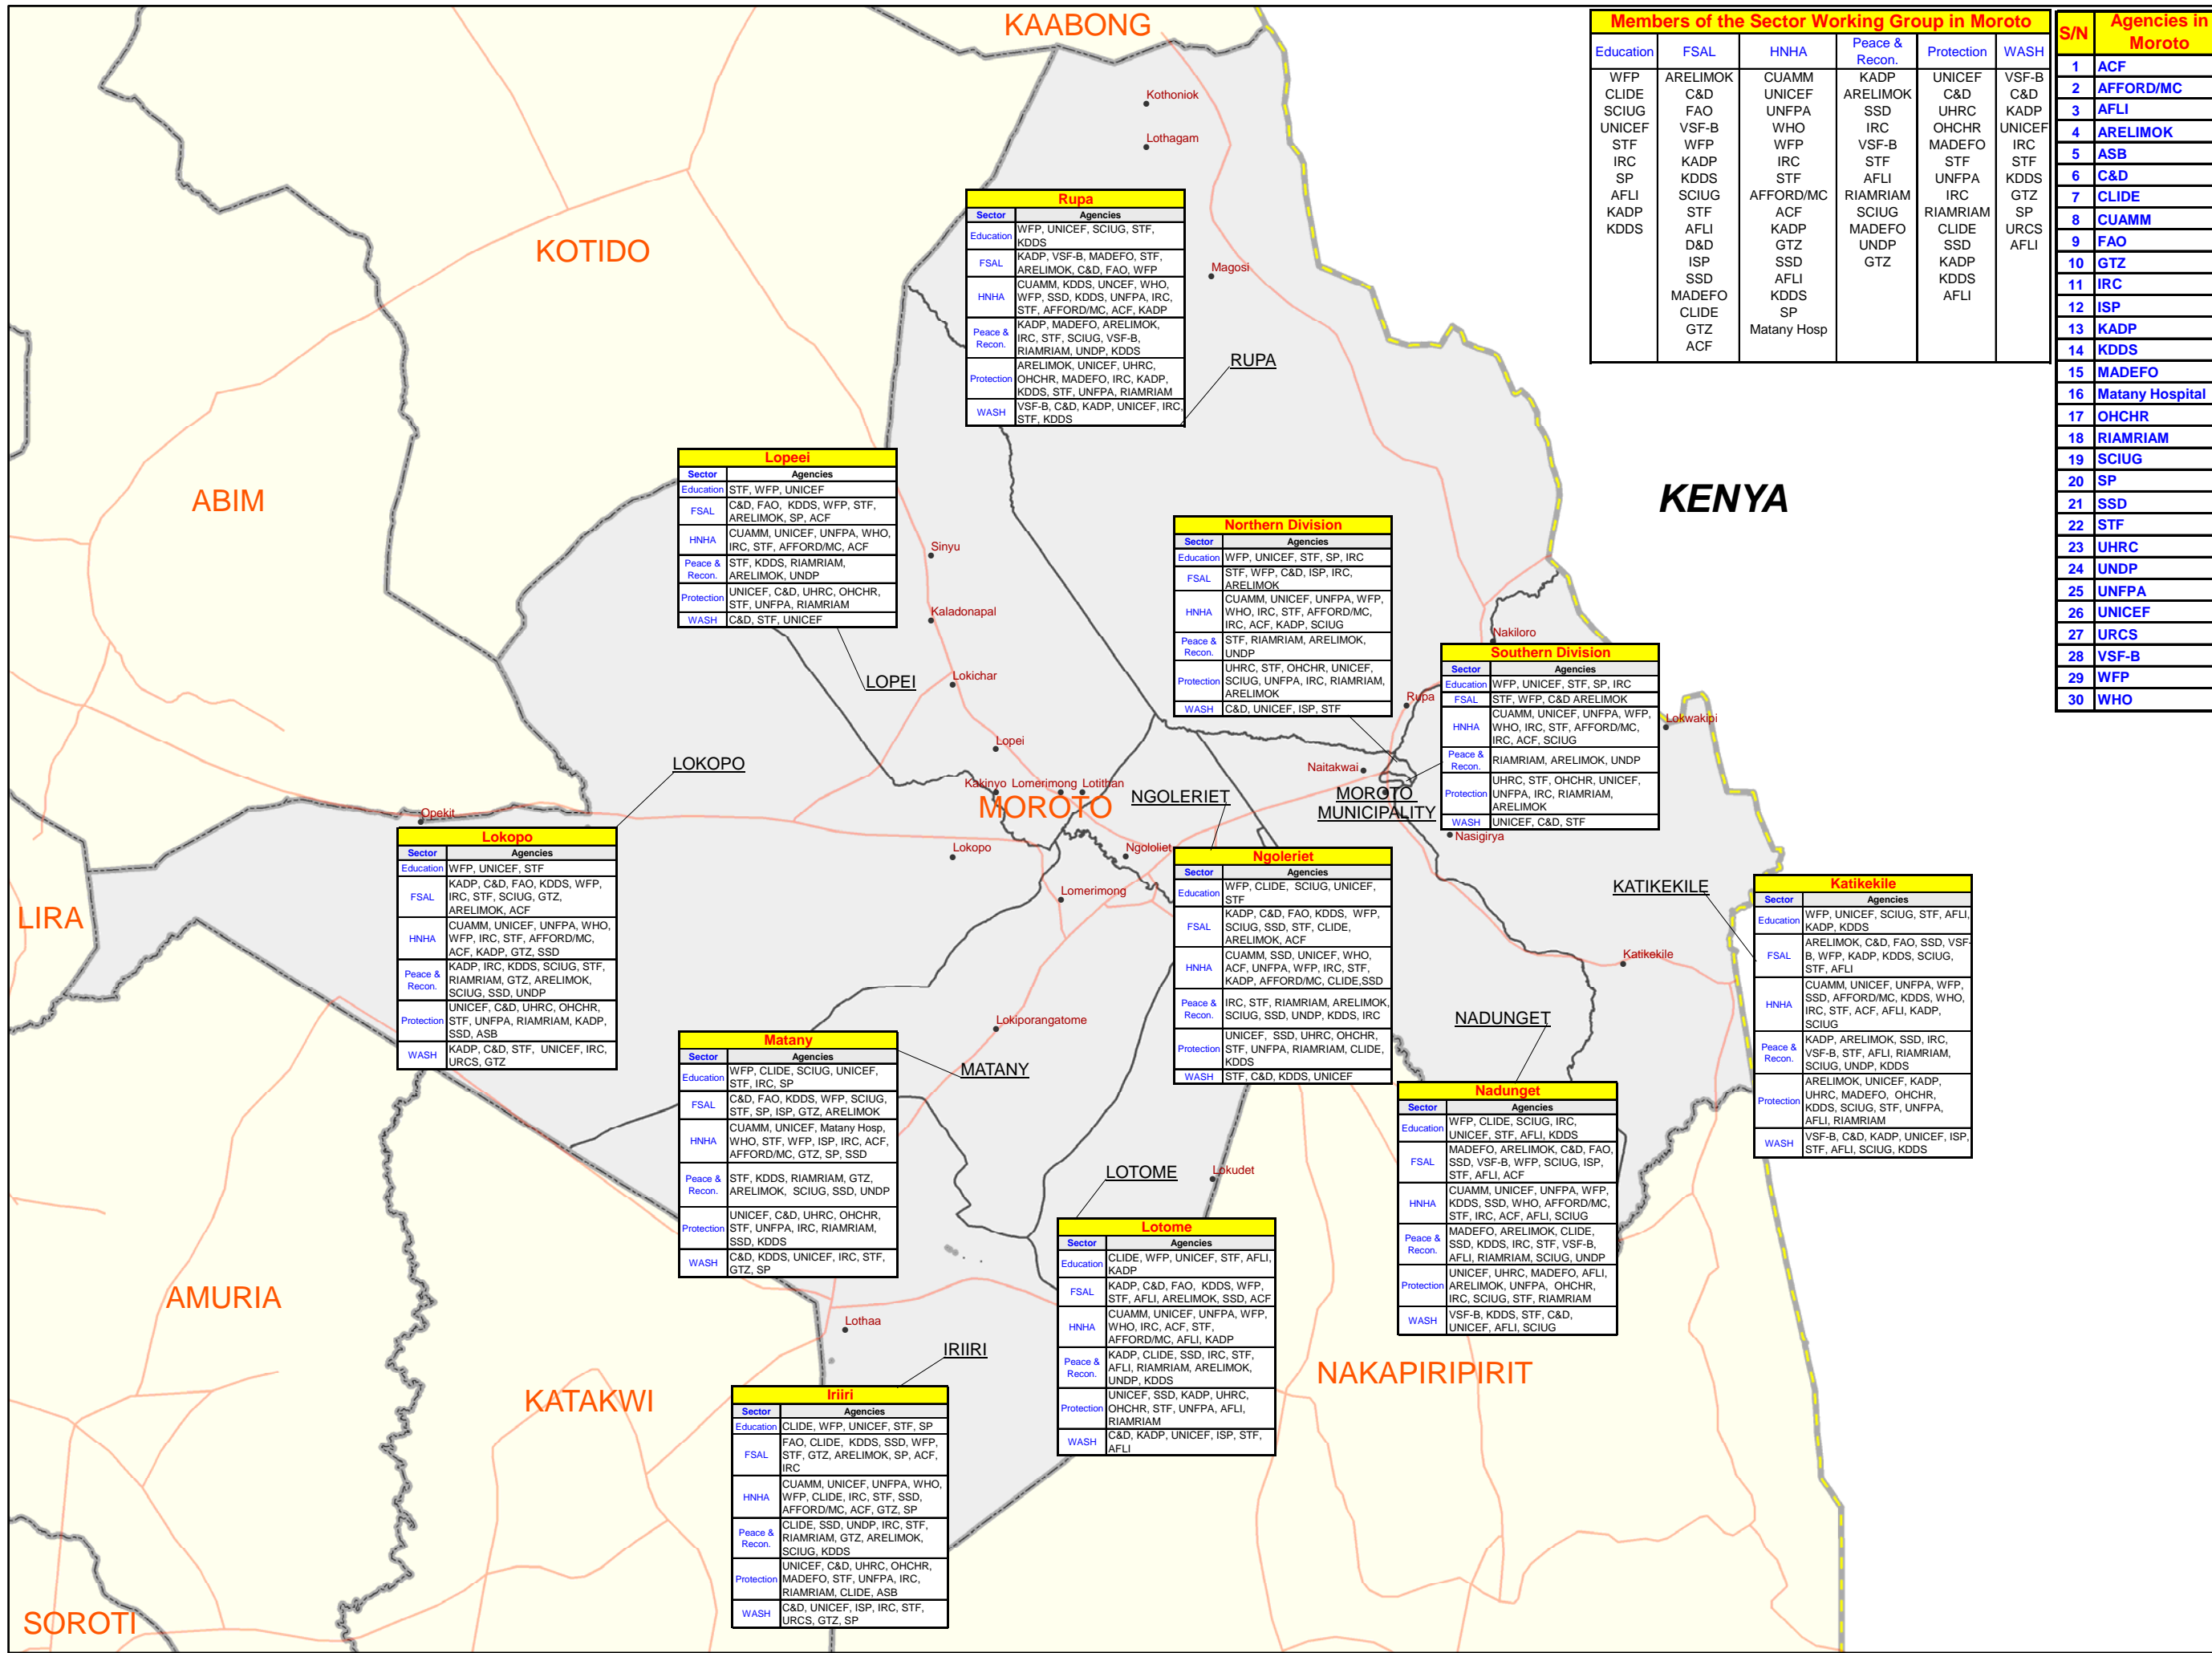 KAABONG
KOTIDO
ABIM
LIRA
AMURIA
KATAKWI
SOROTI
NAKAPIRIPIRIT
MOROTO
KENYA
Kothoniok
Lothagam
Magosi
RUPA
Sinyu
Kaladonapal
Lokichar
LOPEI
Lopei
LOKOPO
Kakinyo
Lomerimong
Lotithan
NGOLERIET
Naitakwai
MOROTO
MUNICIPALITY
Nakiloro
Rupa
Lokwakipi
Nasigirya
Opekit
Lokopo
Ngololiet
Lomerimong
KATIKEKILE
Katikekile
Lokiporangatome
MATANY
NADUNGET
LOTOME
Lokudet
Lothaa
IRIIRI
Members of the Sector Working Group in Moroto
Education FSAL HNHA Peace & Recon. Protection WASH
WFP ARELIMOK CUAMM KADP UNICEF VSF-B
CLIDE C&D UNICEF ARELIMOK C&D C&D
SCIUG FAO UNFPA SSD UHRC KADP
UNICEF VSF-B WHO IRC OHCHR UNICEF
STF WFP WFP VSF-B MADEFO IRC
IRC KADP IRC STF STF STF
SP KDDS STF AFLI UNFPA KDDS
AFLI SCIUG AFFORD/MC RIAMRIAM IRC GTZ
KADP STF ACF SCIUG RIAMRIAM SP
KDDS AFLI KADP MADEFO CLIDE URCS
D&D GTZ UNDP SSD AFLI
ISP SSD GTZ KADP
SSD AFLI KDDS
MADEFO KDDS AFLI
CLIDE SP
GTZ Matany Hosp
ACF
S/N Agencies in Moroto
1 ACF
2 AFFORD/MC
3 AFLI
4 ARELIMOK
5 ASB
6 C&D
7 CLIDE
8 CUAMM
9 FAO
10 GTZ
11 IRC
12 ISP
13 KADP
14 KDDS
15 MADEFO
16 Matany Hospital
17 OHCHR
18 RIAMRIAM
19 SCIUG
20 SP
21 SSD
22 STF
23 UHRC
24 UNDP
25 UNFPA
26 UNICEF
27 URCS
28 VSF-B
29 WFP
30 WHO
Rupa
Sector Agencies
Education WFP, UNICEF, SCIUG, STF,
KDDS
FSAL KADP, VSF-B, MADEFO, STF,
ARELIMOK, C&D, FAO, WFP
HNHA CUAMM, KDDS, UNCEF, WHO,
WFP, SSD, KDDS, UNFPA, IRC,
STF, AFFORD/MC, ACF, KADP
Peace & Recon. KADP, MADEFO, ARELIMOK,
IRC, STF, SCIUG, VSF-B,
RIAMRIAM, UNDP, KDDS
Protection ARELIMOK, UNICEF, UHRC,
OHCHR, MADEFO, IRC, KADP,
KDDS, STF, UNFPA, RIAMRIAM
WASH VSF-B, C&D, KADP, UNICEF, IRC,
STF, KDDS
Lopeei
Sector Agencies
Education STF, WFP, UNICEF
FSAL C&D, FAO, KDDS, WFP, STF,
ARELIMOK, SP, ACF
HNHA CUAMM, UNICEF, UNFPA, WHO,
IRC, STF, AFFORD/MC, ACF
Peace & Recon. STF, KDDS, RIAMRIAM,
ARELIMOK, UNDP
Protection UNICEF, C&D, UHRC, OHCHR,
STF, UNFPA, RIAMRIAM
WASH C&D, STF, UNICEF
Northern Division
Sector Agencies
Education WFP, UNICEF, STF, SP, IRC
FSAL STF, WFP, C&D, ISP, IRC,
ARELIMOK
HNHA CUAMM, UNICEF, UNFPA, WFP,
WHO, IRC, STF, AFFORD/MC,
IRC, ACF, KADP, SCIUG
Peace & Recon. STF, RIAMRIAM, ARELIMOK,
UNDP
Protection UHRC, STF, OHCHR, UNICEF,
SCIUG, UNFPA, IRC, RIAMRIAM,
ARELIMOK
WASH C&D, UNICEF, ISP, STF
Southern Division
Sector Agencies
Education WFP, UNICEF, STF, SP, IRC
FSAL STF, WFP, C&D ARELIMOK
HNHA CUAMM, UNICEF, UNFPA, WFP,
WHO, IRC, STF, AFFORD/MC,
IRC, ACF, SCIUG
Peace & Recon. RIAMRIAM, ARELIMOK, UNDP
Protection UHRC, STF, OHCHR, UNICEF,
UNFPA, IRC, RIAMRIAM,
ARELIMOK
WASH UNICEF, C&D, STF
Lokopo
Sector Agencies
Education WFP, UNICEF, STF
FSAL KADP, C&D, FAO, KDDS, WFP,
IRC, STF, SCIUG, GTZ,
ARELIMOK, ACF
HNHA CUAMM, UNICEF, UNFPA, WHO,
WFP, IRC, STF, AFFORD/MC,
ACF, KADP, GTZ, SSD
Peace & Recon. KADP, IRC, KDDS, SCIUG, STF,
RIAMRIAM, GTZ, ARELIMOK,
SCIUG, SSD, UNDP
Protection UNICEF, C&D, UHRC, OHCHR,
STF, UNFPA, RIAMRIAM, KADP,
SSD, ASB
WASH KADP, C&D, STF, UNICEF, IRC,
URCS, GTZ
Ngoleriet
Sector Agencies
Education WFP, CLIDE, SCIUG, UNICEF,
STF
FSAL KADP, C&D, FAO, KDDS, WFP,
SCIUG, SSD, STF, CLIDE,
ARELIMOK, ACF
HNHA CUAMM, SSD, UNICEF, WHO,
ACF, UNFPA, WFP, IRC, STF,
KADP, AFFORD/MC, CLIDE,SSD
Peace & Recon. IRC, STF, RIAMRIAM, ARELIMOK,
SCIUG, SSD, UNDP, KDDS, IRC
Protection UNICEF, SSD, UHRC, OHCHR,
STF, UNFPA, RIAMRIAM, CLIDE,
KDDS
WASH STF, C&D, KDDS, UNICEF
Katikekile
Sector Agencies
Education WFP, UNICEF, SCIUG, STF, AFLI,
KADP, KDDS
FSAL ARELIMOK, C&D, FAO, SSD, VSF-
B, WFP, KADP, KDDS, SCIUG,
STF, AFLI
HNHA CUAMM, UNICEF, UNFPA, WFP,
SSD, AFFORD/MC, KDDS, WHO,
IRC, STF, ACF, AFLI, KADP,
SCIUG
Peace & Recon. KADP, ARELIMOK, SSD, IRC,
VSF-B, STF, AFLI, RIAMRIAM,
SCIUG, UNDP, KDDS
Protection ARELIMOK, UNICEF, KADP,
UHRC, MADEFO, OHCHR,
KDDS, SCIUG, STF, UNFPA,
AFLI, RIAMRIAM
WASH VSF-B, C&D, KADP, UNICEF, ISP,
STF, AFLI, SCIUG, KDDS
Matany
Sector Agencies
Education WFP, CLIDE, SCIUG, UNICEF,
STF, IRC, SP
FSAL C&D, FAO, KDDS, WFP, SCIUG,
STF, SP, ISP, GTZ, ARELIMOK
HNHA CUAMM, UNICEF, Matany Hosp,
WHO, STF, WFP, ISP, IRC, ACF,
AFFORD/MC, GTZ, SP, SSD
Peace & Recon. STF, KDDS, RIAMRIAM, GTZ,
ARELIMOK, SCIUG, SSD, UNDP
Protection UNICEF, C&D, UHRC, OHCHR,
STF, UNFPA, IRC, RIAMRIAM,
SSD, KDDS
WASH C&D, KDDS, UNICEF, IRC, STF,
GTZ, SP
Nadunget
Sector Agencies
Education WFP, CLIDE, SCIUG, IRC,
UNICEF, STF, AFLI, KDDS
FSAL MADEFO, ARELIMOK, C&D, FAO,
SSD, VSF-B, WFP, SCIUG, ISP,
STF, AFLI, ACF
HNHA CUAMM, UNICEF, UNFPA, WFP,
KDDS, SSD, WHO, AFFORD/MC,
STF, IRC, ACF, AFLI, SCIUG
Peace & Recon. MADEFO, ARELIMOK, CLIDE,
SSD, KDDS, IRC, STF, VSF-B,
AFLI, RIAMRIAM, SCIUG, UNDP
Protection UNICEF, UHRC, MADEFO, AFLI,
ARELIMOK, UNFPA, OHCHR,
IRC, SCIUG, STF, RIAMRIAM
WASH VSF-B, KDDS, STF, C&D,
UNICEF, AFLI, SCIUG
Lotome
Sector Agencies
Education CLIDE, WFP, UNICEF, STF, AFLI,
KADP
FSAL KADP, C&D, FAO, KDDS, WFP,
STF, AFLI, ARELIMOK, SSD, ACF
HNHA CUAMM, UNICEF, UNFPA, WFP,
WHO, IRC, ACF, STF,
AFFORD/MC, AFLI, KADP
Peace & Recon. KADP, CLIDE, SSD, IRC, STF,
AFLI, RIAMRIAM, ARELIMOK,
UNDP, KDDS
Protection UNICEF, SSD, KADP, UHRC,
OHCHR, STF, UNFPA, AFLI,
RIAMRIAM
WASH C&D, KADP, UNICEF, ISP, STF,
AFLI
Iriiri
Sector Agencies
Education CLIDE, WFP, UNICEF, STF, SP
FSAL FAO, CLIDE, KDDS, SSD, WFP,
STF, GTZ, ARELIMOK, SP, ACF,
IRC
HNHA CUAMM, UNICEF, UNFPA, WHO,
WFP, CLIDE, IRC, STF, SSD,
AFFORD/MC, ACF, GTZ, SP
Peace & Recon. CLIDE, SSD, UNDP, IRC, STF,
RIAMRIAM, GTZ, ARELIMOK,
SCIUG, KDDS
Protection UNICEF, C&D, UHRC, OHCHR,
MADEFO, STF, UNFPA, IRC,
RIAMRIAM, CLIDE, ASB
WASH C&D, UNICEF, ISP, IRC, STF,
URCS, GTZ, SP